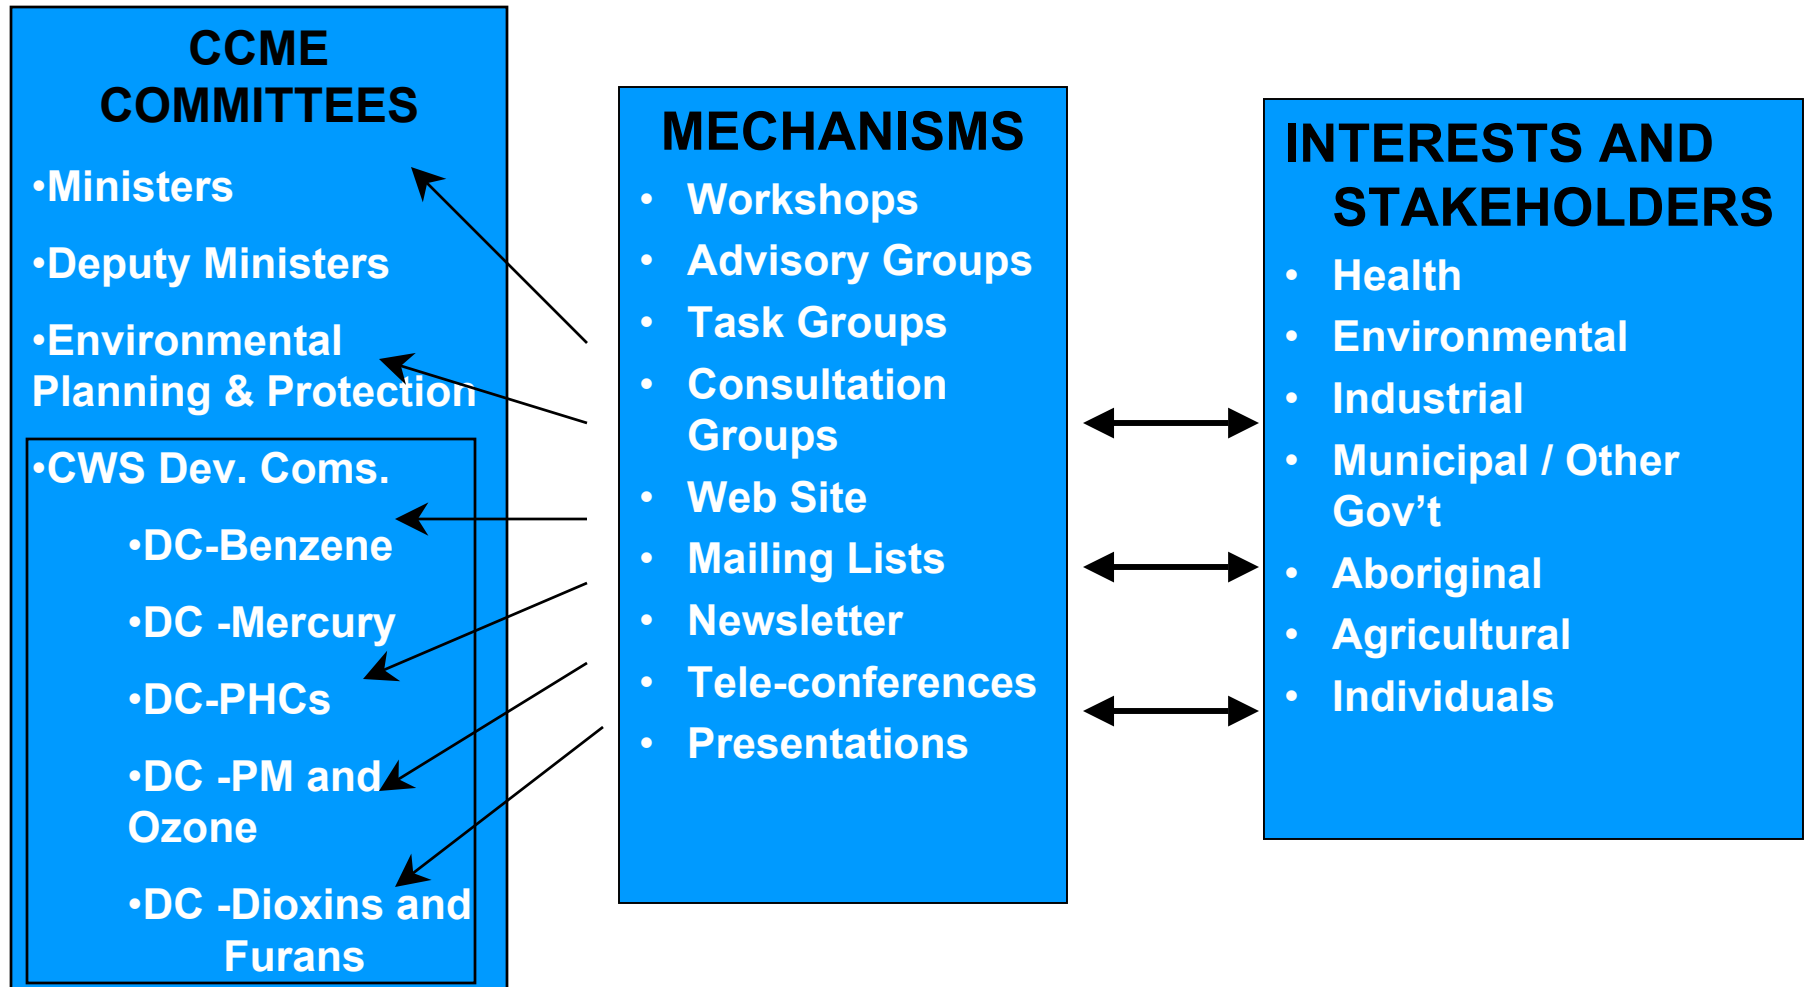 CCME
COMMITTEES
•Ministers
•Deputy Ministers
•Environmental
Planning & Protection
•CWS Dev. Coms.
•DC-Benzene
•DC -Mercury
•DC-PHCs
•DC -PM and
Ozone
•DC -Dioxins and
Furans
MECHANISMS
• Workshops
• Advisory Groups
• Task Groups
• Consultation
Groups
• Web Site
• Mailing Lists
• Newsletter
• Tele-conferences
• Presentations
INTERESTS AND
STAKEHOLDERS
• Health
• Environmental
• Industrial
• Municipal / Other
Gov’t
• Aboriginal
• Agricultural
• Individuals